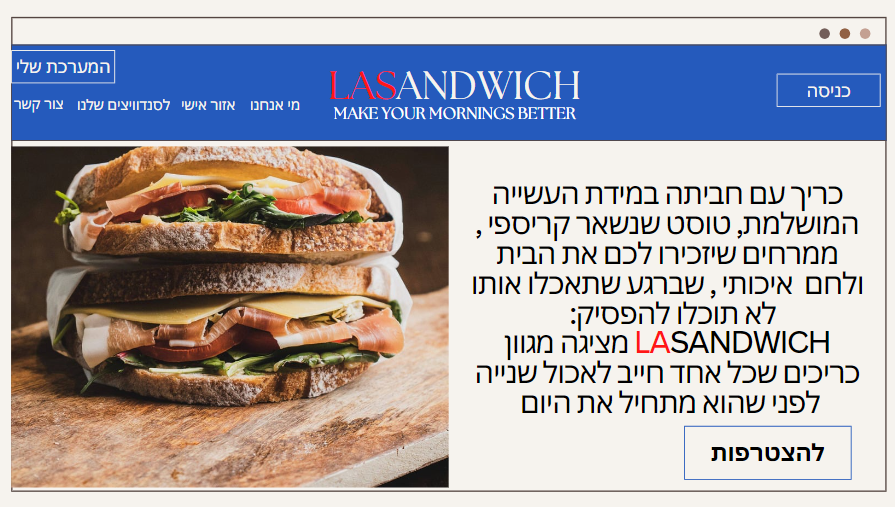 המערכת שלי
LASANDWICH
MAKE YOUR MORNINGS BETTER
כניסה
מי אנחנו
אזור אישי
לסנדוויצים שלנו
צור קשר
כריך עם חביתה במידת העשייה
המושלמת, טוסט שנשאר קריספי ,
ממרחים שיזכירו לכם את הבית
ולחם איכותי , שברגע שתאכלו אותו
לא תוכלו להפסיק:
LASANDWICH מציגה מגוון
כריכים שכל אחד חייב לאכול שנייה
לפני שהוא מתחיל את היום
להצטרפות